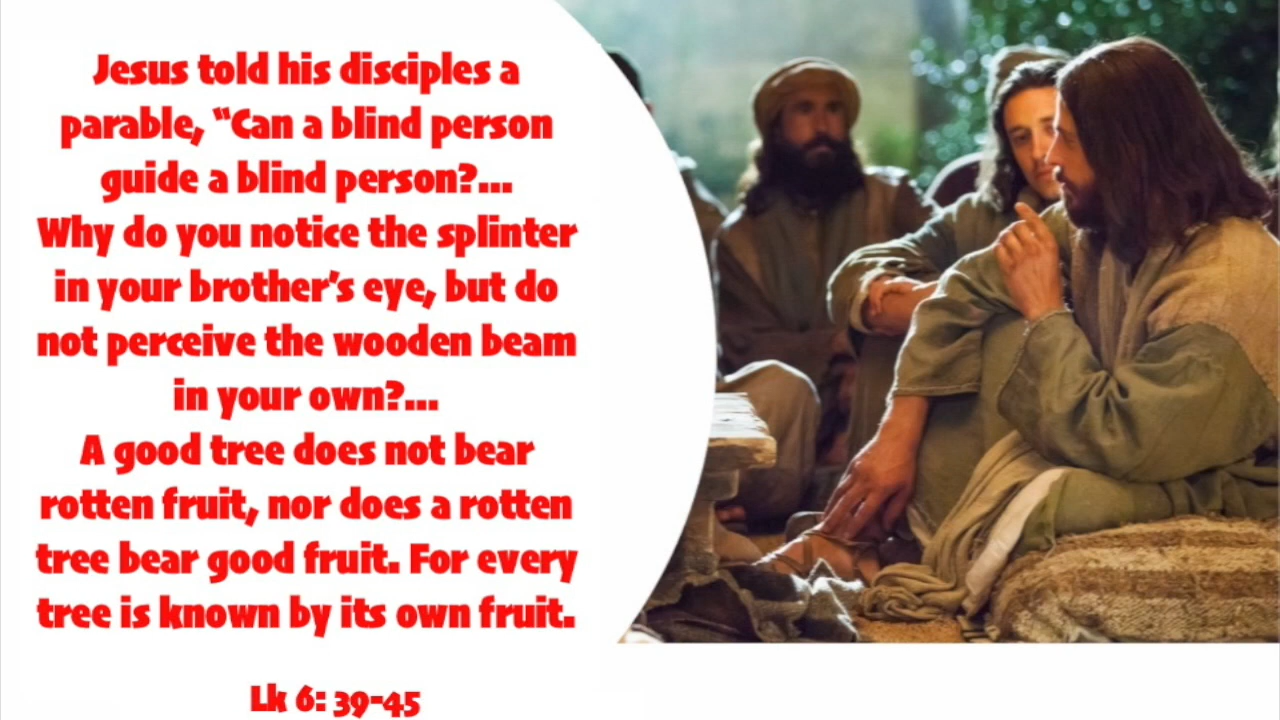 Jesus told his disciples a
parable, “Can a blind person
guide a blind person?...
Why do you notice the splinter
in your brother’s eye, but do
not perceive the wooden beam
in your own?...
A good tree does not bear
rotten fruit, nor does a rotten
tree bear good fruit. For every
tree is known by its own fruit.
Lk 6: 39-45